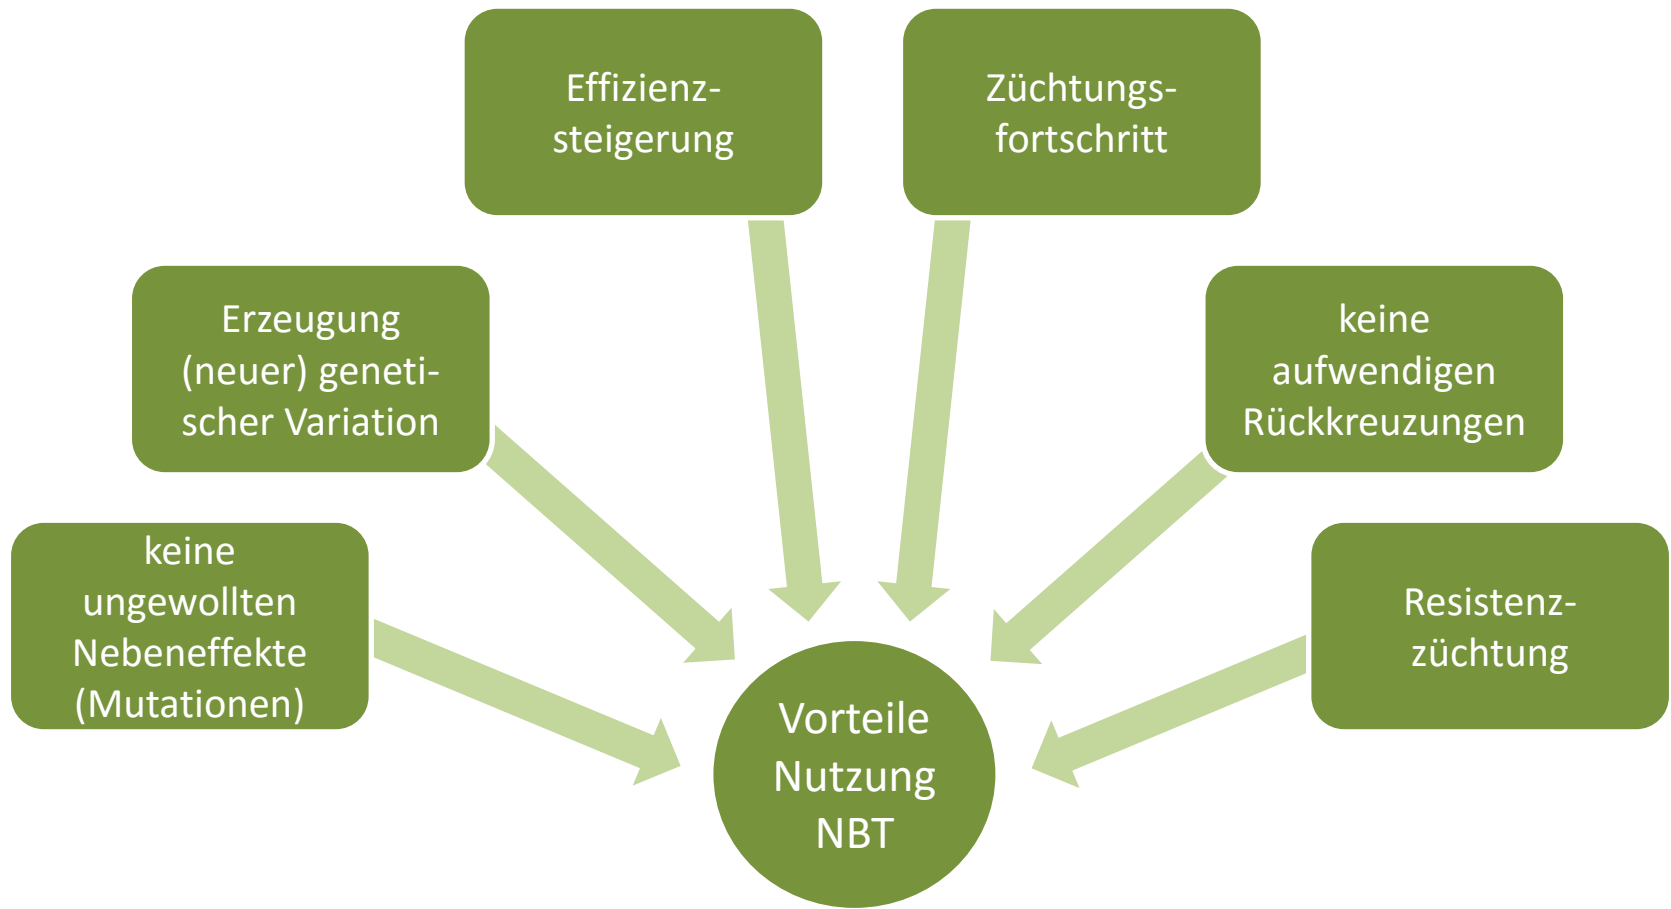 Effizienz-
steigerung
Züchtungs-
fortschritt
Erzeugung
(neuer) geneti-
scher Variation
keine
aufwendigen
Rückkreuzungen
keine
ungewollten
Nebeneffekte
(Mutationen)
Resistenz-
züchtung
Vorteile
Nutzung
NBT